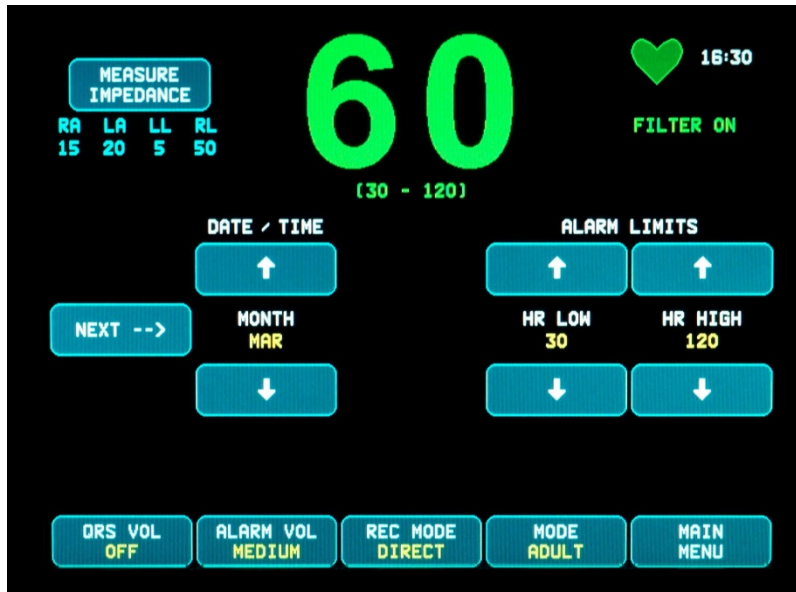 60
16:30
MEASURE
IMPEDANCE
RA LA LL RL
15 20 5 50
FILTER ON
(30 - 120)
DATE / TIME
ALARM LIMITS
NEXT -->
MONTH
MAR
HR LOW
30
HR HIGH
120
QRS VOL
OFF
ALARM VOL
MEDIUM
REC MODE
DIRECT
MODE
ADULT
MAIN
MENU